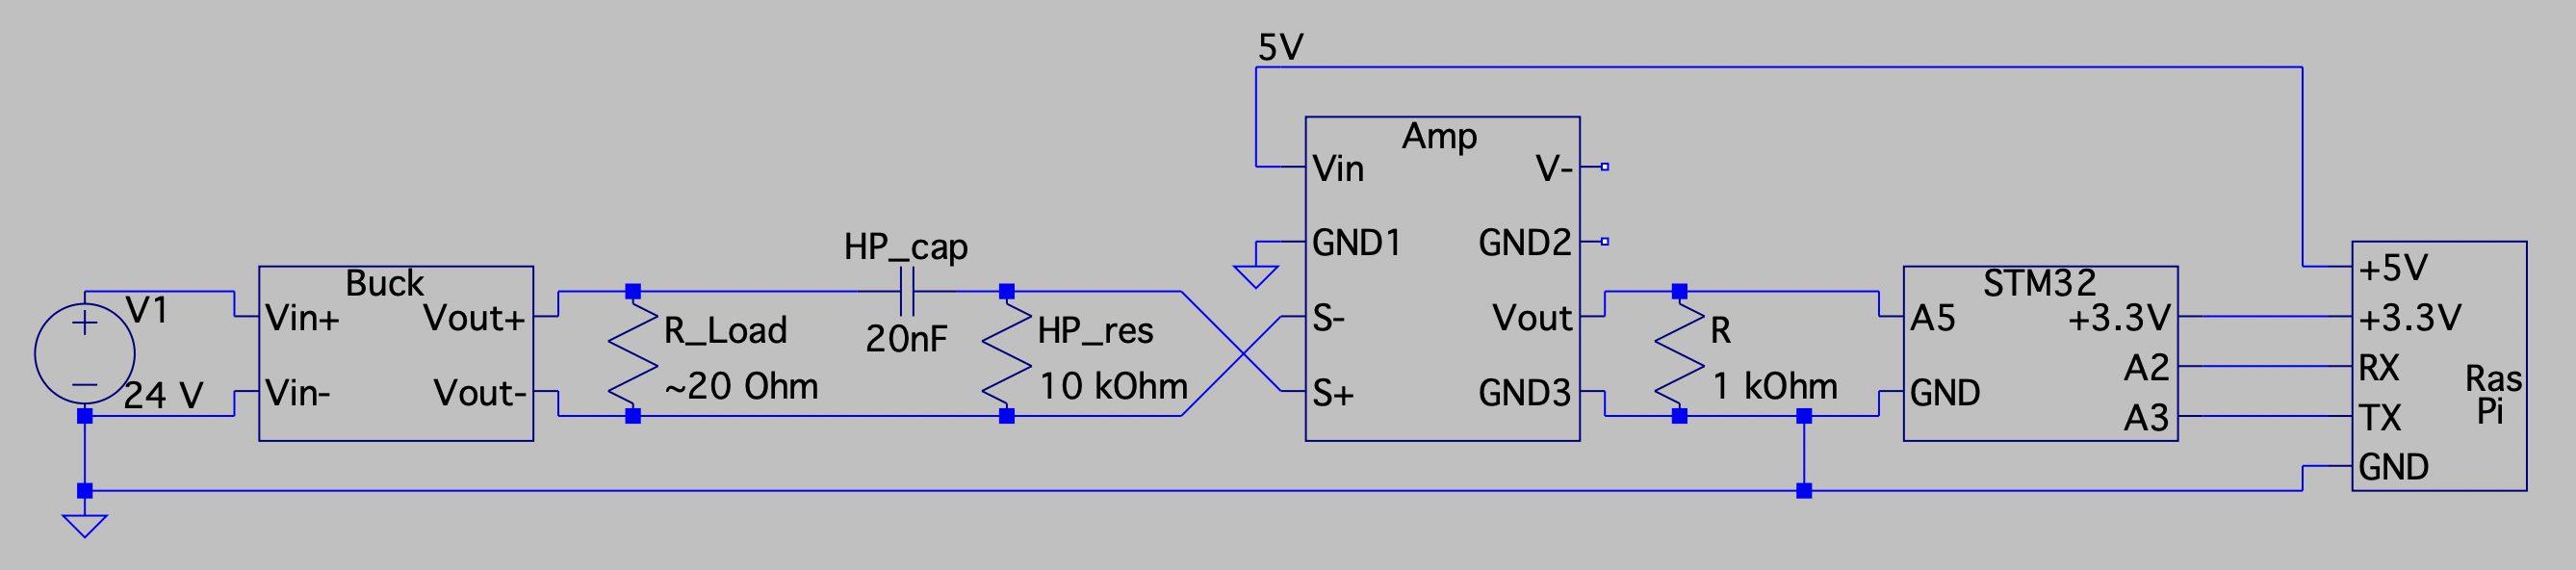 5V
Amp
Vin
V-
GND1
GND2
S-
Vout
S+
GND3
HP_cap
20nF
V1
24 V
Buck
Vin+
Vout+
Vin-
Vout-
R_Load
~20 Ohm
HP_res
10 kOhm
R
1 kOhm
STM32
A5
+3.3V
A2
GND
A3
+5V
+3.3V
RX
TX
GND
Ras
Pi